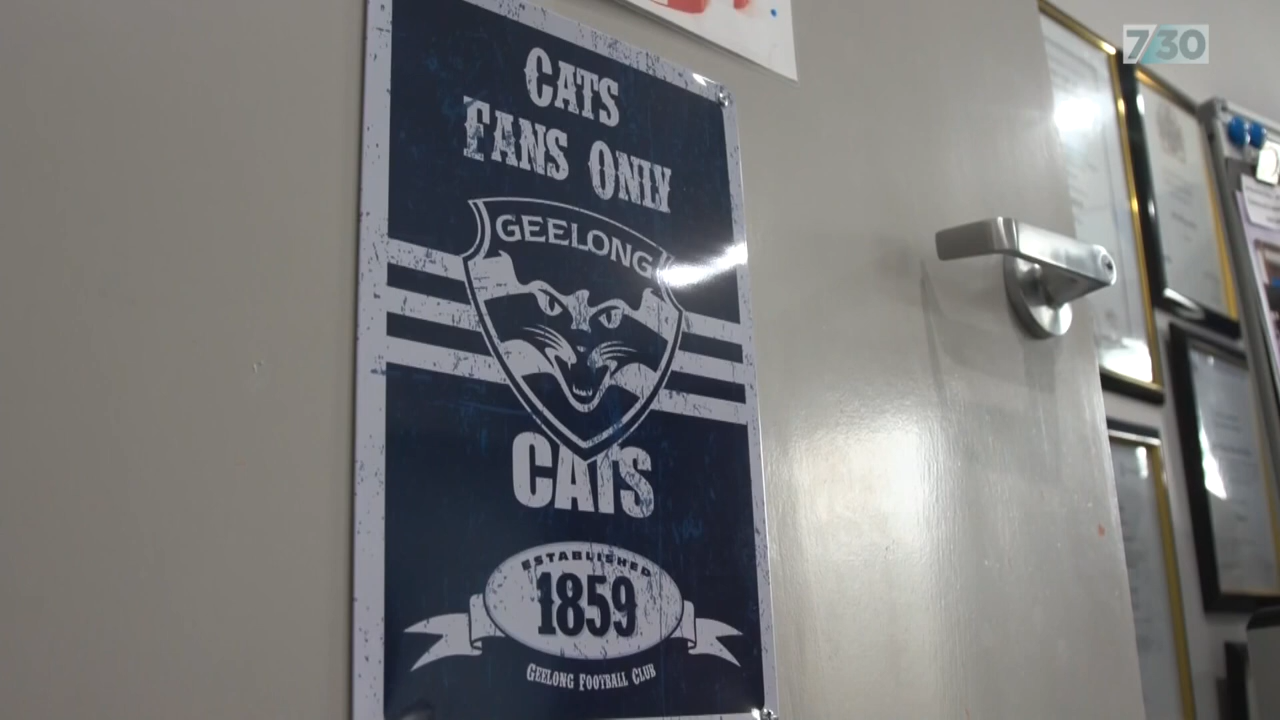 7/30
CATS
FANS ONLY
GEELONG
CATS
ESTABLISHED
1859
GEELONG FOOTBALL CLUB